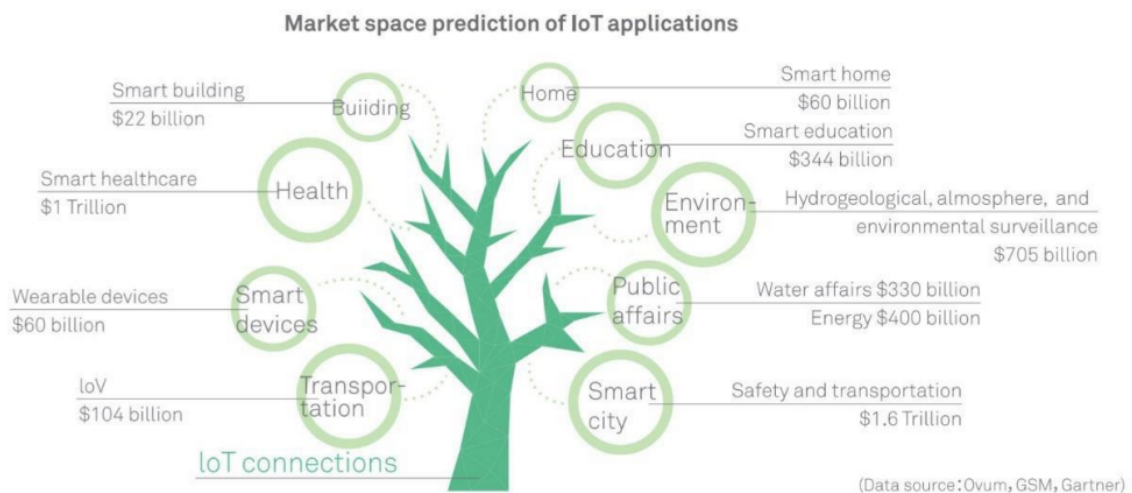 Market space prediction of IoT applications
Smart building
$22 billion
Buiiding
Home
Smart home
$60 billion
Education
Smart education
$344 billion
Smart healthcare
$1 Trillion
Health
Environ-
ment
Hydrogeological, almosphere, and
environmental surveillance
$705 billion
Wearable devices
$60 billion
Smart
devices
Public
affairs
Water affairs $330 billion
Energy $400 billion
loV
$104 billion
Transpor-
tation
Smart
city
Safety and transportation
$1.6 Trillion
loT connections
(Data source:Ovum, GSM, Gartner)